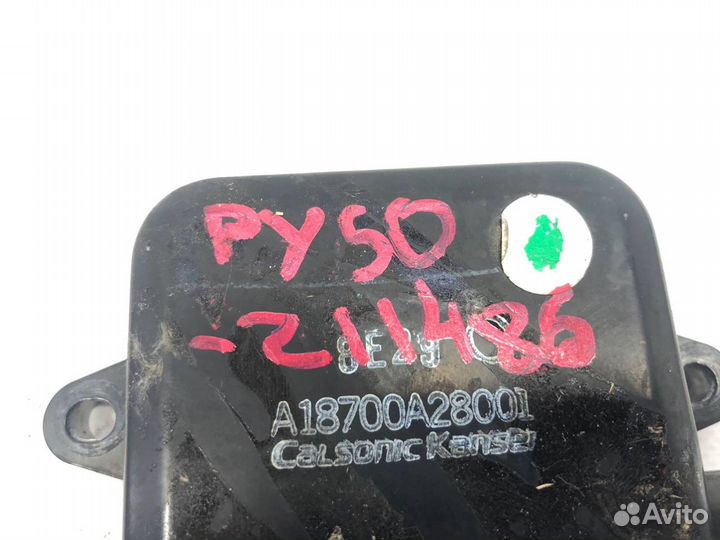 PY50
-211486
8E29
A18700A28001
Calsonic Kansei
Avito